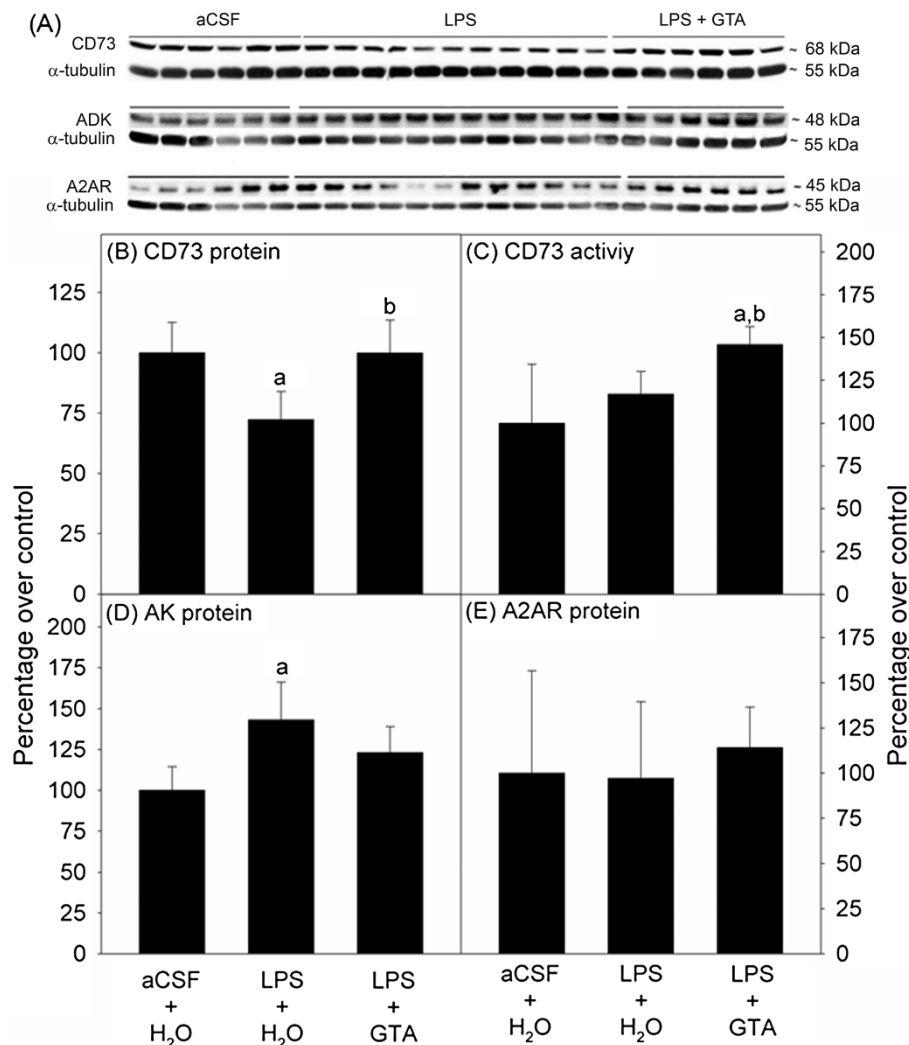 (A) aCSF LPS LPS + GTA
CD73 ~ 68 kDa
α-tubulin ~ 55 kDa
ADK ~ 48 kDa
α-tubulin ~ 55 kDa
A2AR ~ 45 kDa
α-tubulin ~ 55 kDa
(B) CD73 protein
125
100
75
50
25
0
a
b
(C) CD73 activiy
200
175
150
125
100
75
50
25
0
a,b
Percentage over control
Percentage over control
(D) AK protein
200
175
150
125
100
75
50
25
0
a
(E) A2AR protein
175
150
125
100
75
50
25
0
aCSF LPS LPS aCSF LPS LPS
+ + + + + +
H₂O H₂O GTA H₂O H₂O GTA